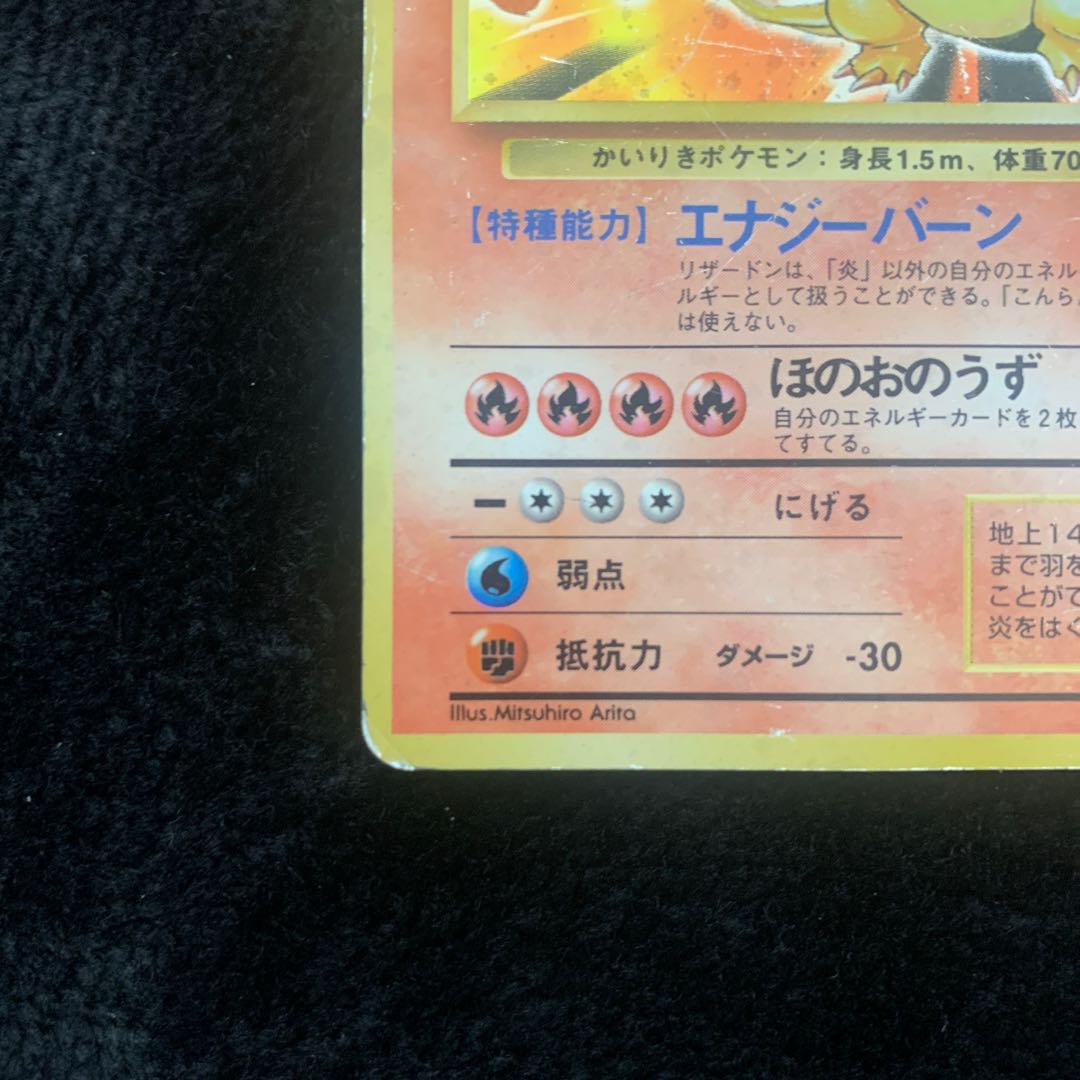 かいりきポケモン：身長1.5m、体重70
【特種能力】エナジーバーン
リザードンは、「炎」以外の自分のエネル
ルギーとして扱うことができる。「こんら
は使えない。
ほのおのうず
自分のエネルギーカードを2枚
てすてる。
にげる
弱点
抵抗力 ダメージ -30
地上14
まで羽を
ことがで
炎をはく
Illus.Mitsuhiro Arita